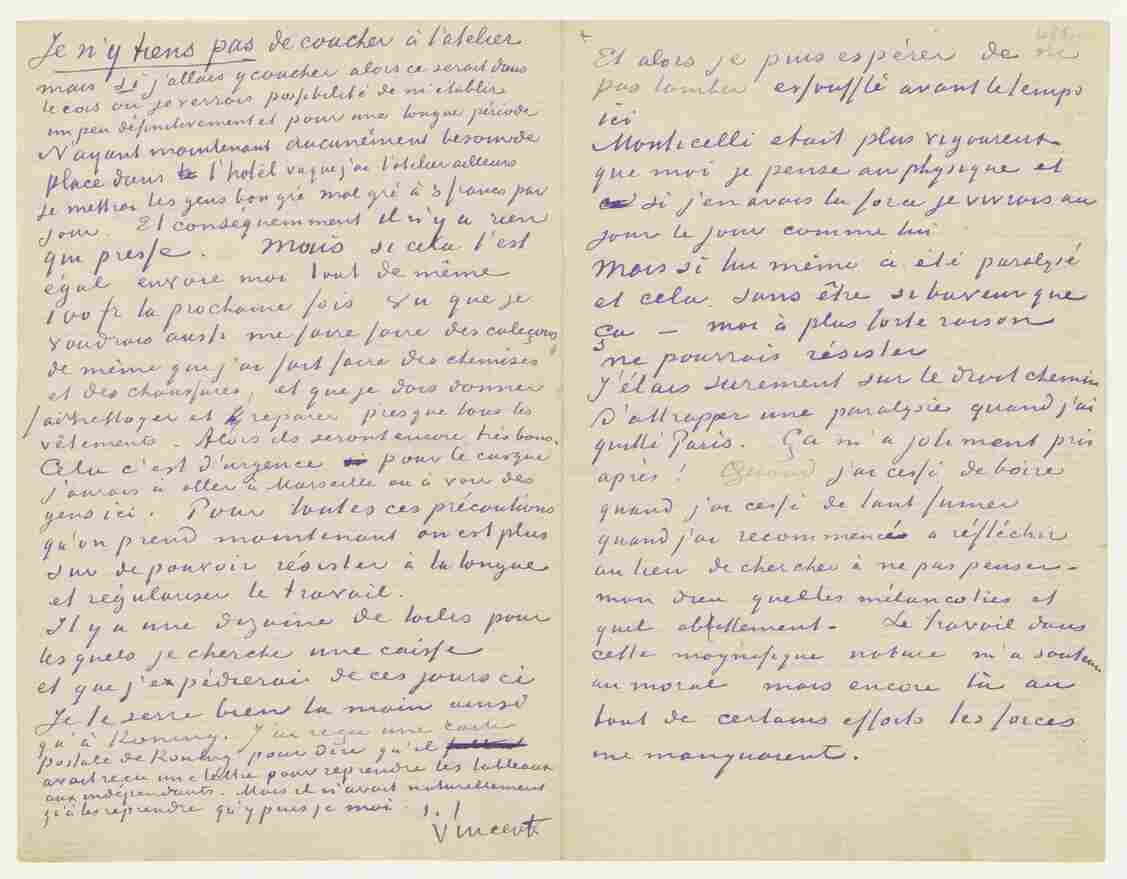 Je n'y tiens pas de coucher à l'atelier
mais si j'allais y coucher alors ce serait dans
le cas où je verrais possibilité de m'établir
un peu définitivement et pour une longue période
N'ayant maintenant aucunément besoin de
place dans l'hôtel vu que j'ai l'atelier ailleurs
je mettrai les gens bon gré mal gré à 3 francs par
jour. Et conséquemment il n'y a rien
qui presse. Mais si cela t'est
égal envoie moi tout de même
100 fr la prochaine fois vu que je
voudrais aussi me faire faire des caleçons
de même que j'ai fait faire des chemises
et des chaussures, et que je dois donner
à nettoyer et réparer presque tous les
vêtements. Alors ils seront encore très bons.
Cela c'est d'urgence pour le cas que
j'aurais à aller à Marseille ou à voir des
gens ici. Pour toutes ces précautions
qu'on prend maintenant on est plus
sur de pouvoir résister à la longue
et régulariser le travail.
Il y a une dizaine de toiles pour
lesquels je cherche une caisse
et que j'expédierai de ces jours ci
Je te serre bien la main ainsi
qu'à Koning. J'ai reçu une carte
postale de Koning pour dire qu'il
avait reçu une lettre pour reprendre les tableaux
aux indépendants. Mais il n'avait naturellement
qu'à les reprendre qu'y puis je moi.
t. t.
Vincent
Et alors je puis espérer de ne
pas tomber essoufflé avant le temps
ici
Monticelli etait plus vigoureux
que moi je pense au physique et
si j'en avais la force je vivrais au
jour le jour comme lui
Mais si lui même a été paralysé
et cela sans être si buveur que
ça – moi à plus forte raison
ne pourrais résister
J'étais surement sur le droit chemin
d'attrapper une paralysie quand j'ai
quitté Paris. Ça m'a joliment pris
après! Quand j'ai cessé de boire
quand j'ai cessé de tant fumer
quand j'ai recommencé à réflécher
au lieu de chercher à ne pas penser –
mon dieu quelles mélancolies et
quel abattement – Le travail dans
cette magnifique nature m'a soutenu
au moral mais encore là au
bout de certains efforts les forces
me manquaient.